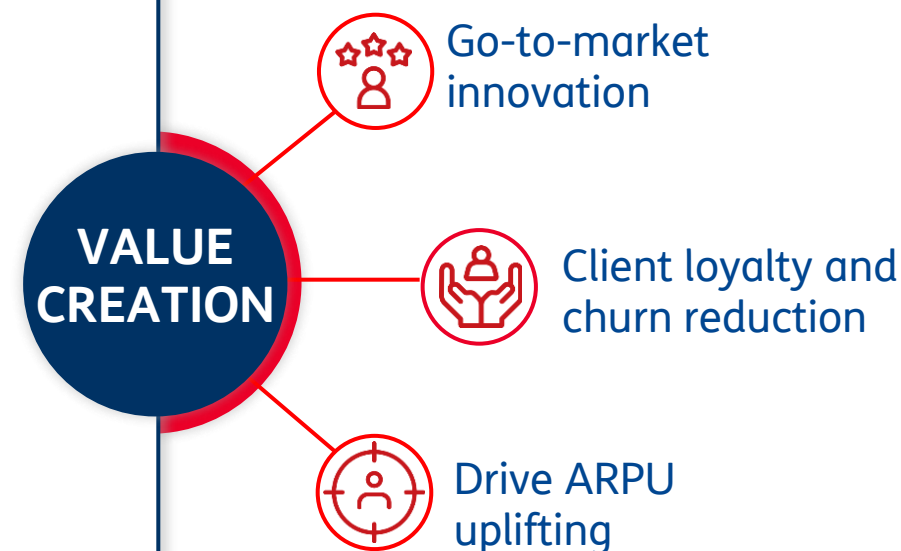 Go-to-market
innovation
VALUE
CREATION
Client loyalty and
churn reduction
Drive ARPU
uplifting